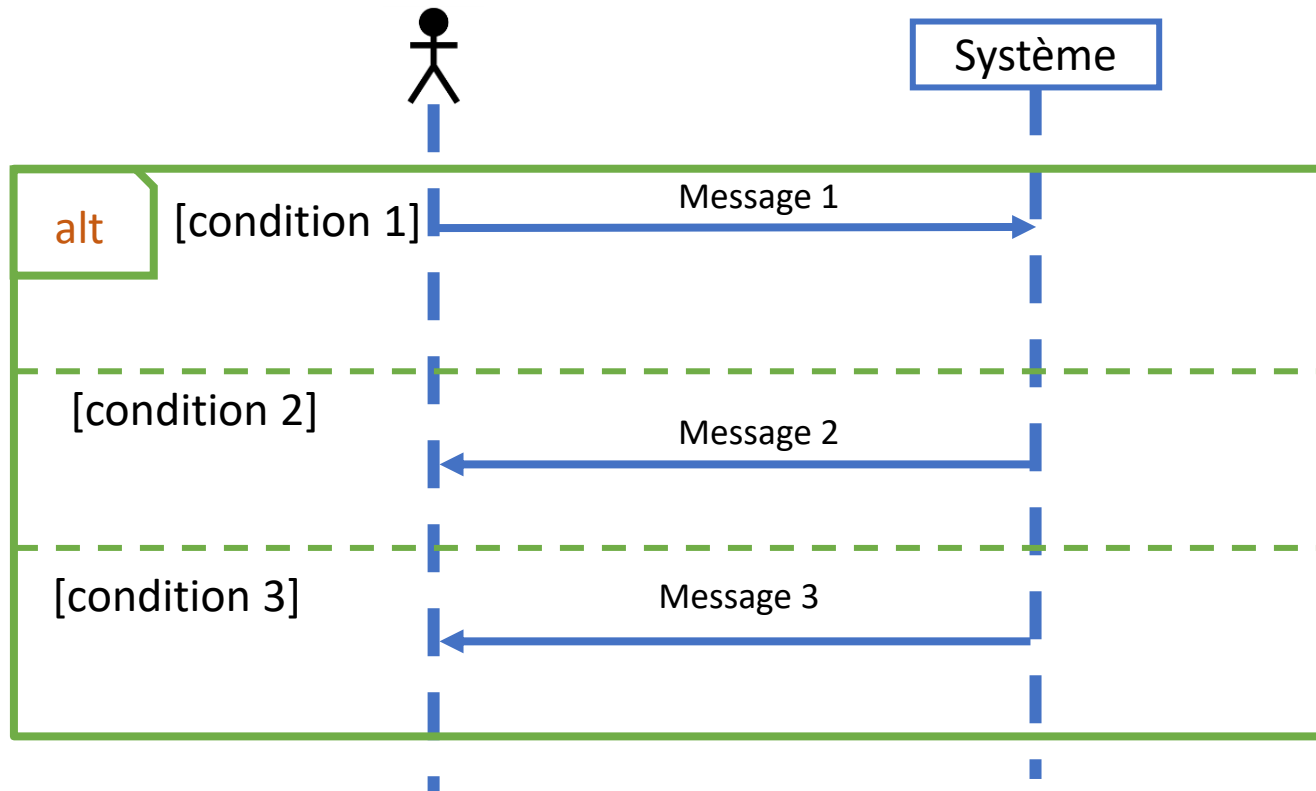 Système
alt
[condition 1]
Message 1
[condition 2]
Message 2
[condition 3]
Message 3